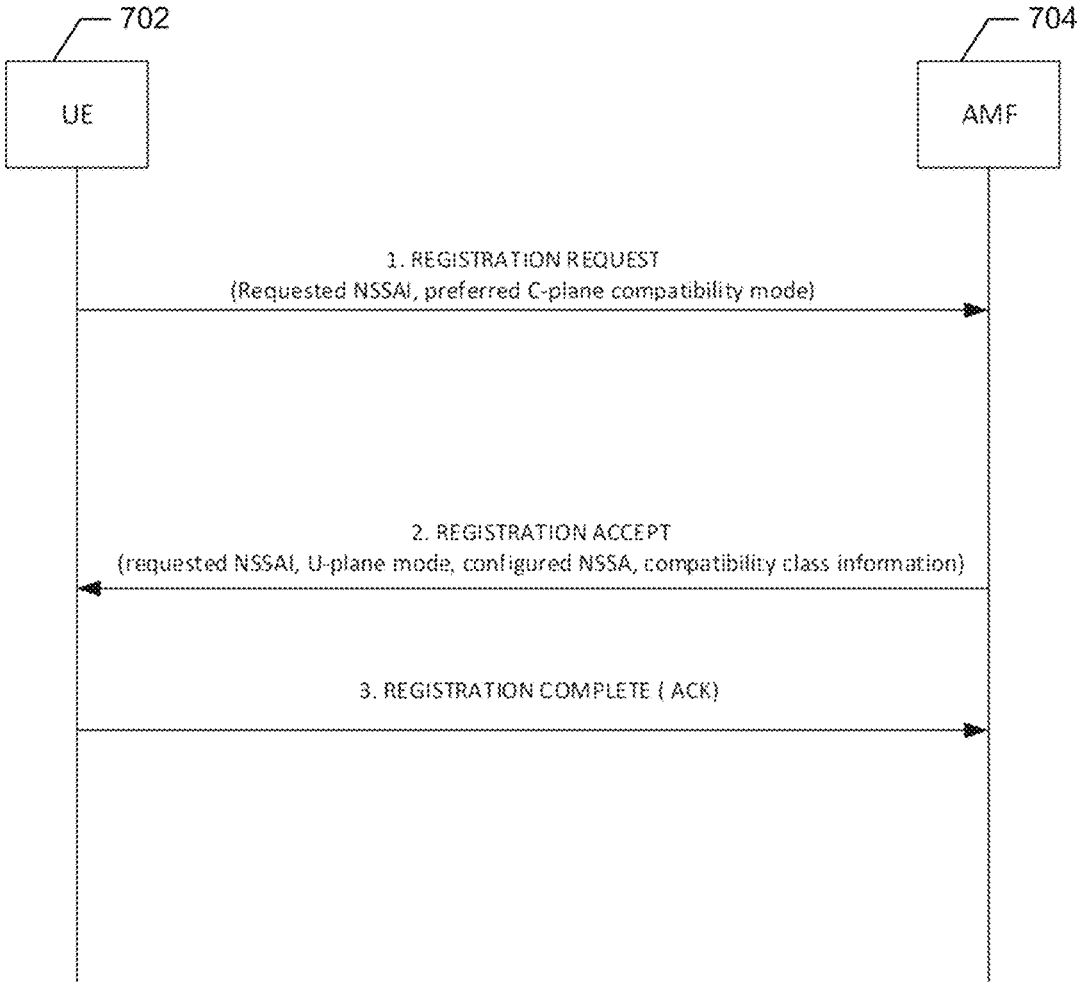 702
704
UE
AMF
1. REGISTRATION REQUEST
(Requested NSSAI, preferred C-plane compatibility mode)
2. REGISTRATION ACCEPT
(requested NSSAI, U-plane mode, configured NSSA, compatibility class information)
3. REGISTRATION COMPLETE ( ACK)